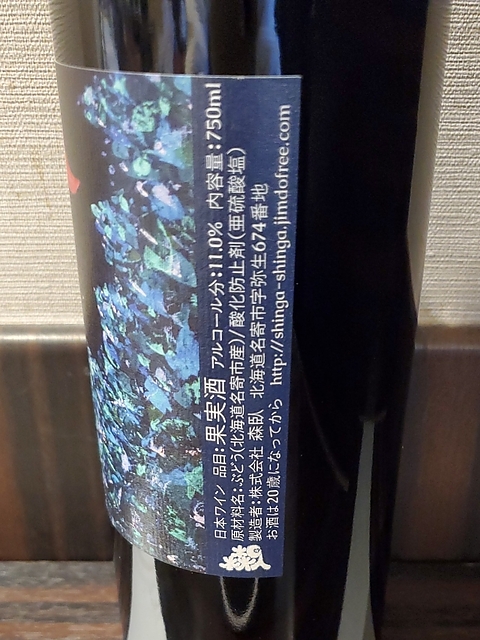 日本ワイン 品目:果実酒 アルコール分:11.0% 内容量:750ml
原材料名:ぶどう(北海道名寄市産)/酸化防止剤(亜硫酸塩)
製造者:株式会社 森臥 北海道名寄市字弥生674番地
お酒は20歳になってから http://shinga-shinga.jimdofree.com